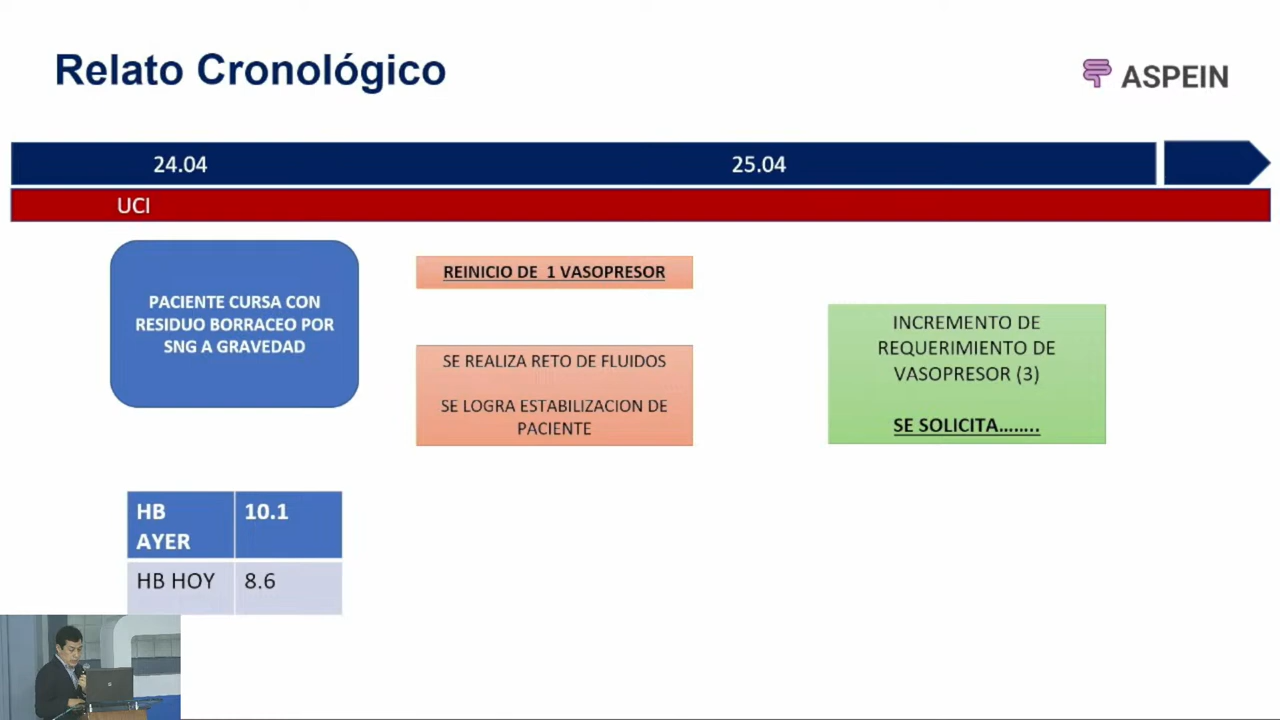 Relato Cronológico
ASPEIN
24.04
25.04
UCI
PACIENTE CURSA CON
RESIDUO BORRACEO POR
SNG A GRAVEDAD
REINICIO DE 1 VASOPRESOR
SE REALIZA RETO DE FLUIDOS
SE LOGRA ESTABILIZACION DE
PACIENTE
INCREMENTO DE
REQUERIMIENTO DE
VASOPRESOR (3)
SE SOLICITA........
HB
AYER
10.1
HB HOY
8.6